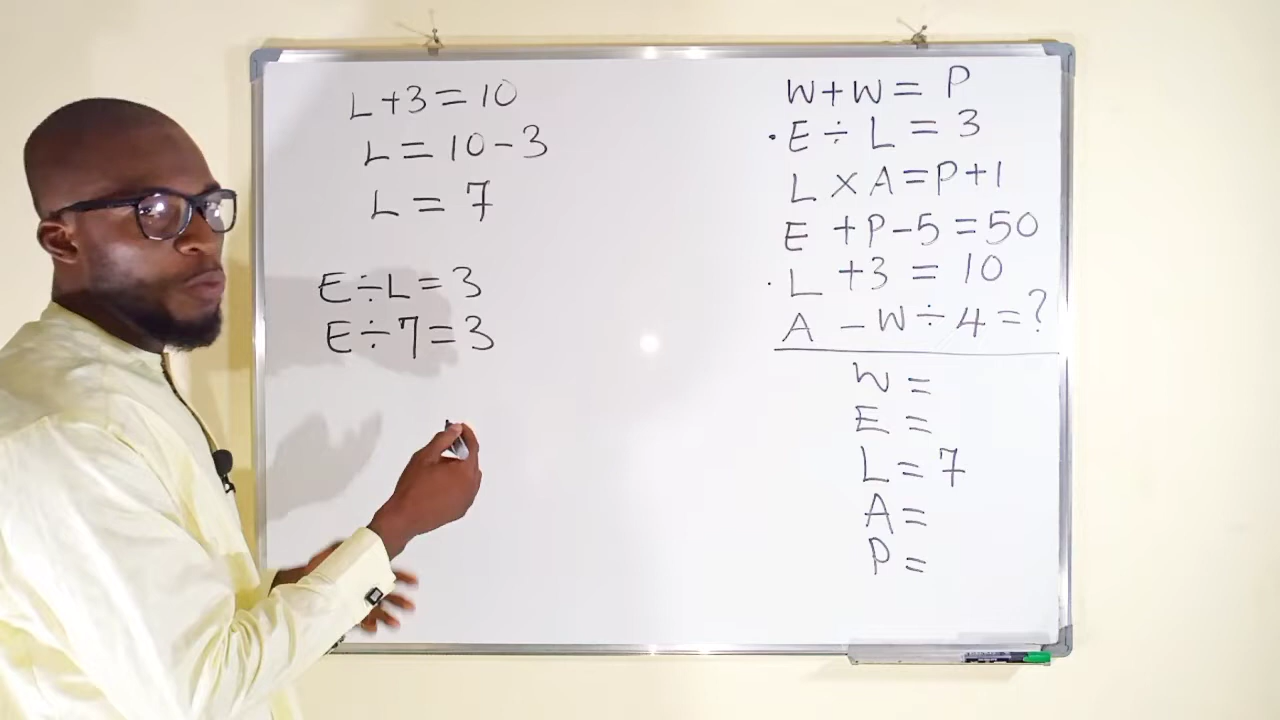 L+3=10
L=10-3
L=7
E÷L=3
E÷7=3
W+W=P
E÷L=3
L×A=P+1
E+P-5=50
L+3=10
A-W÷4=?
W=
E=
L=7
A=
P=